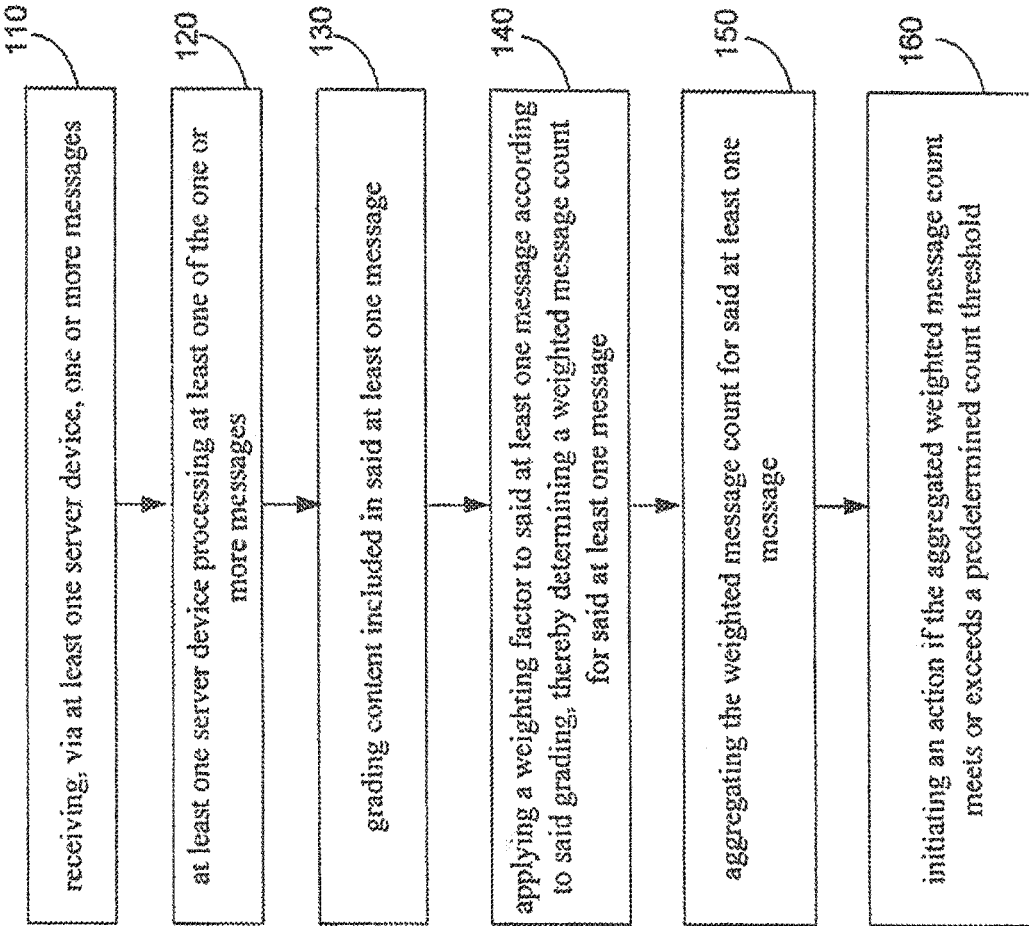 receiving, via at least one server device, one or more messages
110
at least one server device processing at least one of the one or
more messages
120
grading content included in said at least one message
130
applying a weighting factor to said at least one message according
to said grading, thereby determining a weighted message count
for said at least one message
140
aggregating the weighted message count for said at least one
message
150
initiating an action if the aggregated weighted message count
meets or exceeds a predetermined count threshold
160